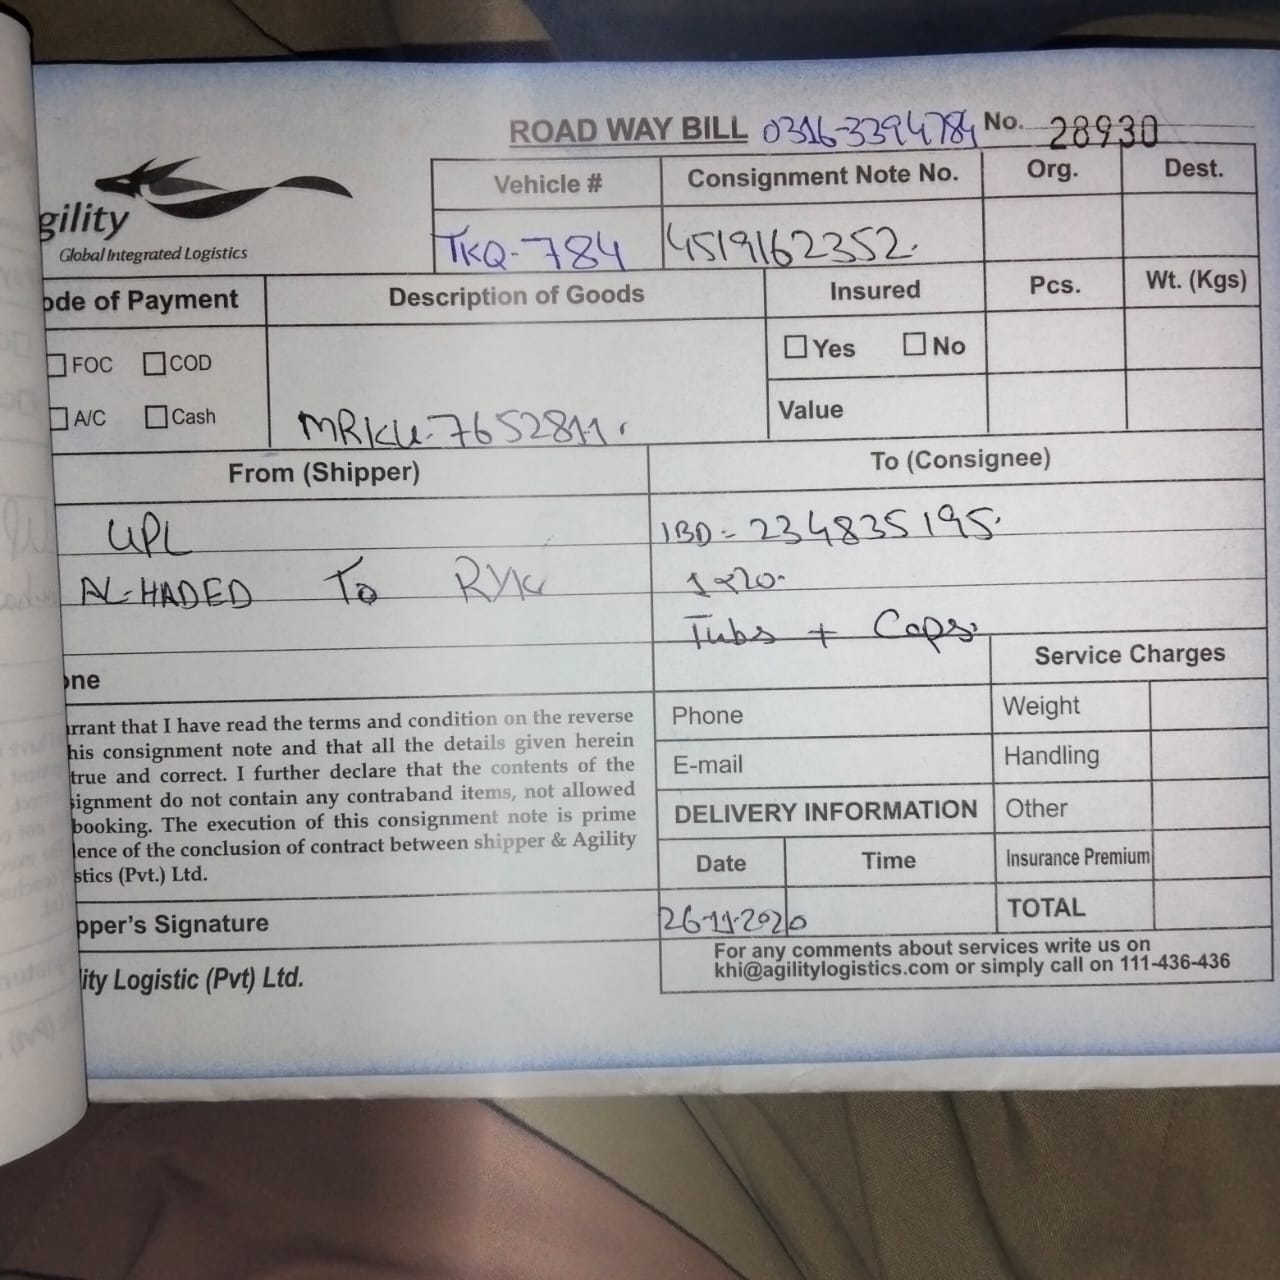 ROAD WAY BILL 0316-3394784 No. 28930
gility
Global Integrated Logistics
Vehicle # Consignment Note No. Org. Dest.
TKQ-784 4519162352.
ode of Payment Description of Goods Insured Pcs. Wt. (Kgs)
FOC COD Yes No
A/C Cash MRKU-7652811. Value
From (Shipper) To (Consignee)
UPL IBD-234835195.
AL-HADED To RYK 1x20.
Tubs + Caps.
one Service Charges
Phone Weight
E-mail Handling
DELIVERY INFORMATION Other
Date Time Insurance Premium
26-11-2020 TOTAL
rrant that I have read the terms and condition on the reverse
his consignment note and that all the details given herein
true and correct. I further declare that the contents of the
signment do not contain any contraband items, not allowed
booking. The execution of this consignment note is prime
lence of the conclusion of contract between shipper & Agility
stics (Pvt.) Ltd.
pper's Signature
ity Logistic (Pvt) Ltd.
For any comments about services write us on
khi@agilitylogistics.com or simply call on 111-436-436